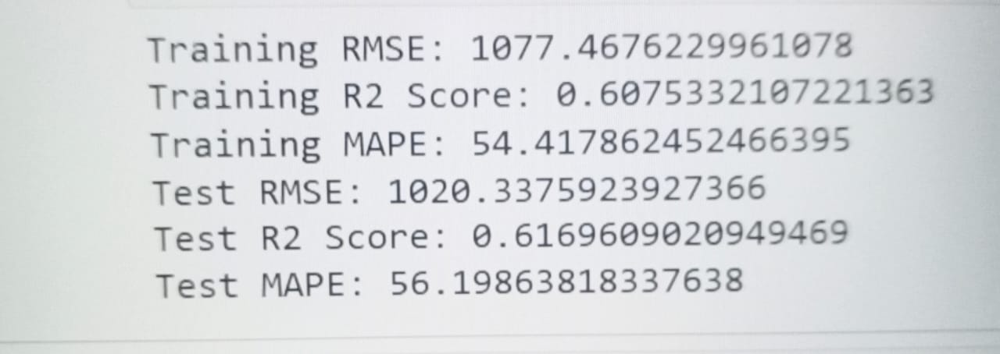 Training RMSE: 1077.4676229961078
Training R2 Score: 0.6075332107221363
Training MAPE: 54.417862452466395
Test RMSE: 1020.3375923927366
Test R2 Score: 0.6169609020949469
Test MAPE: 56.19863818337638